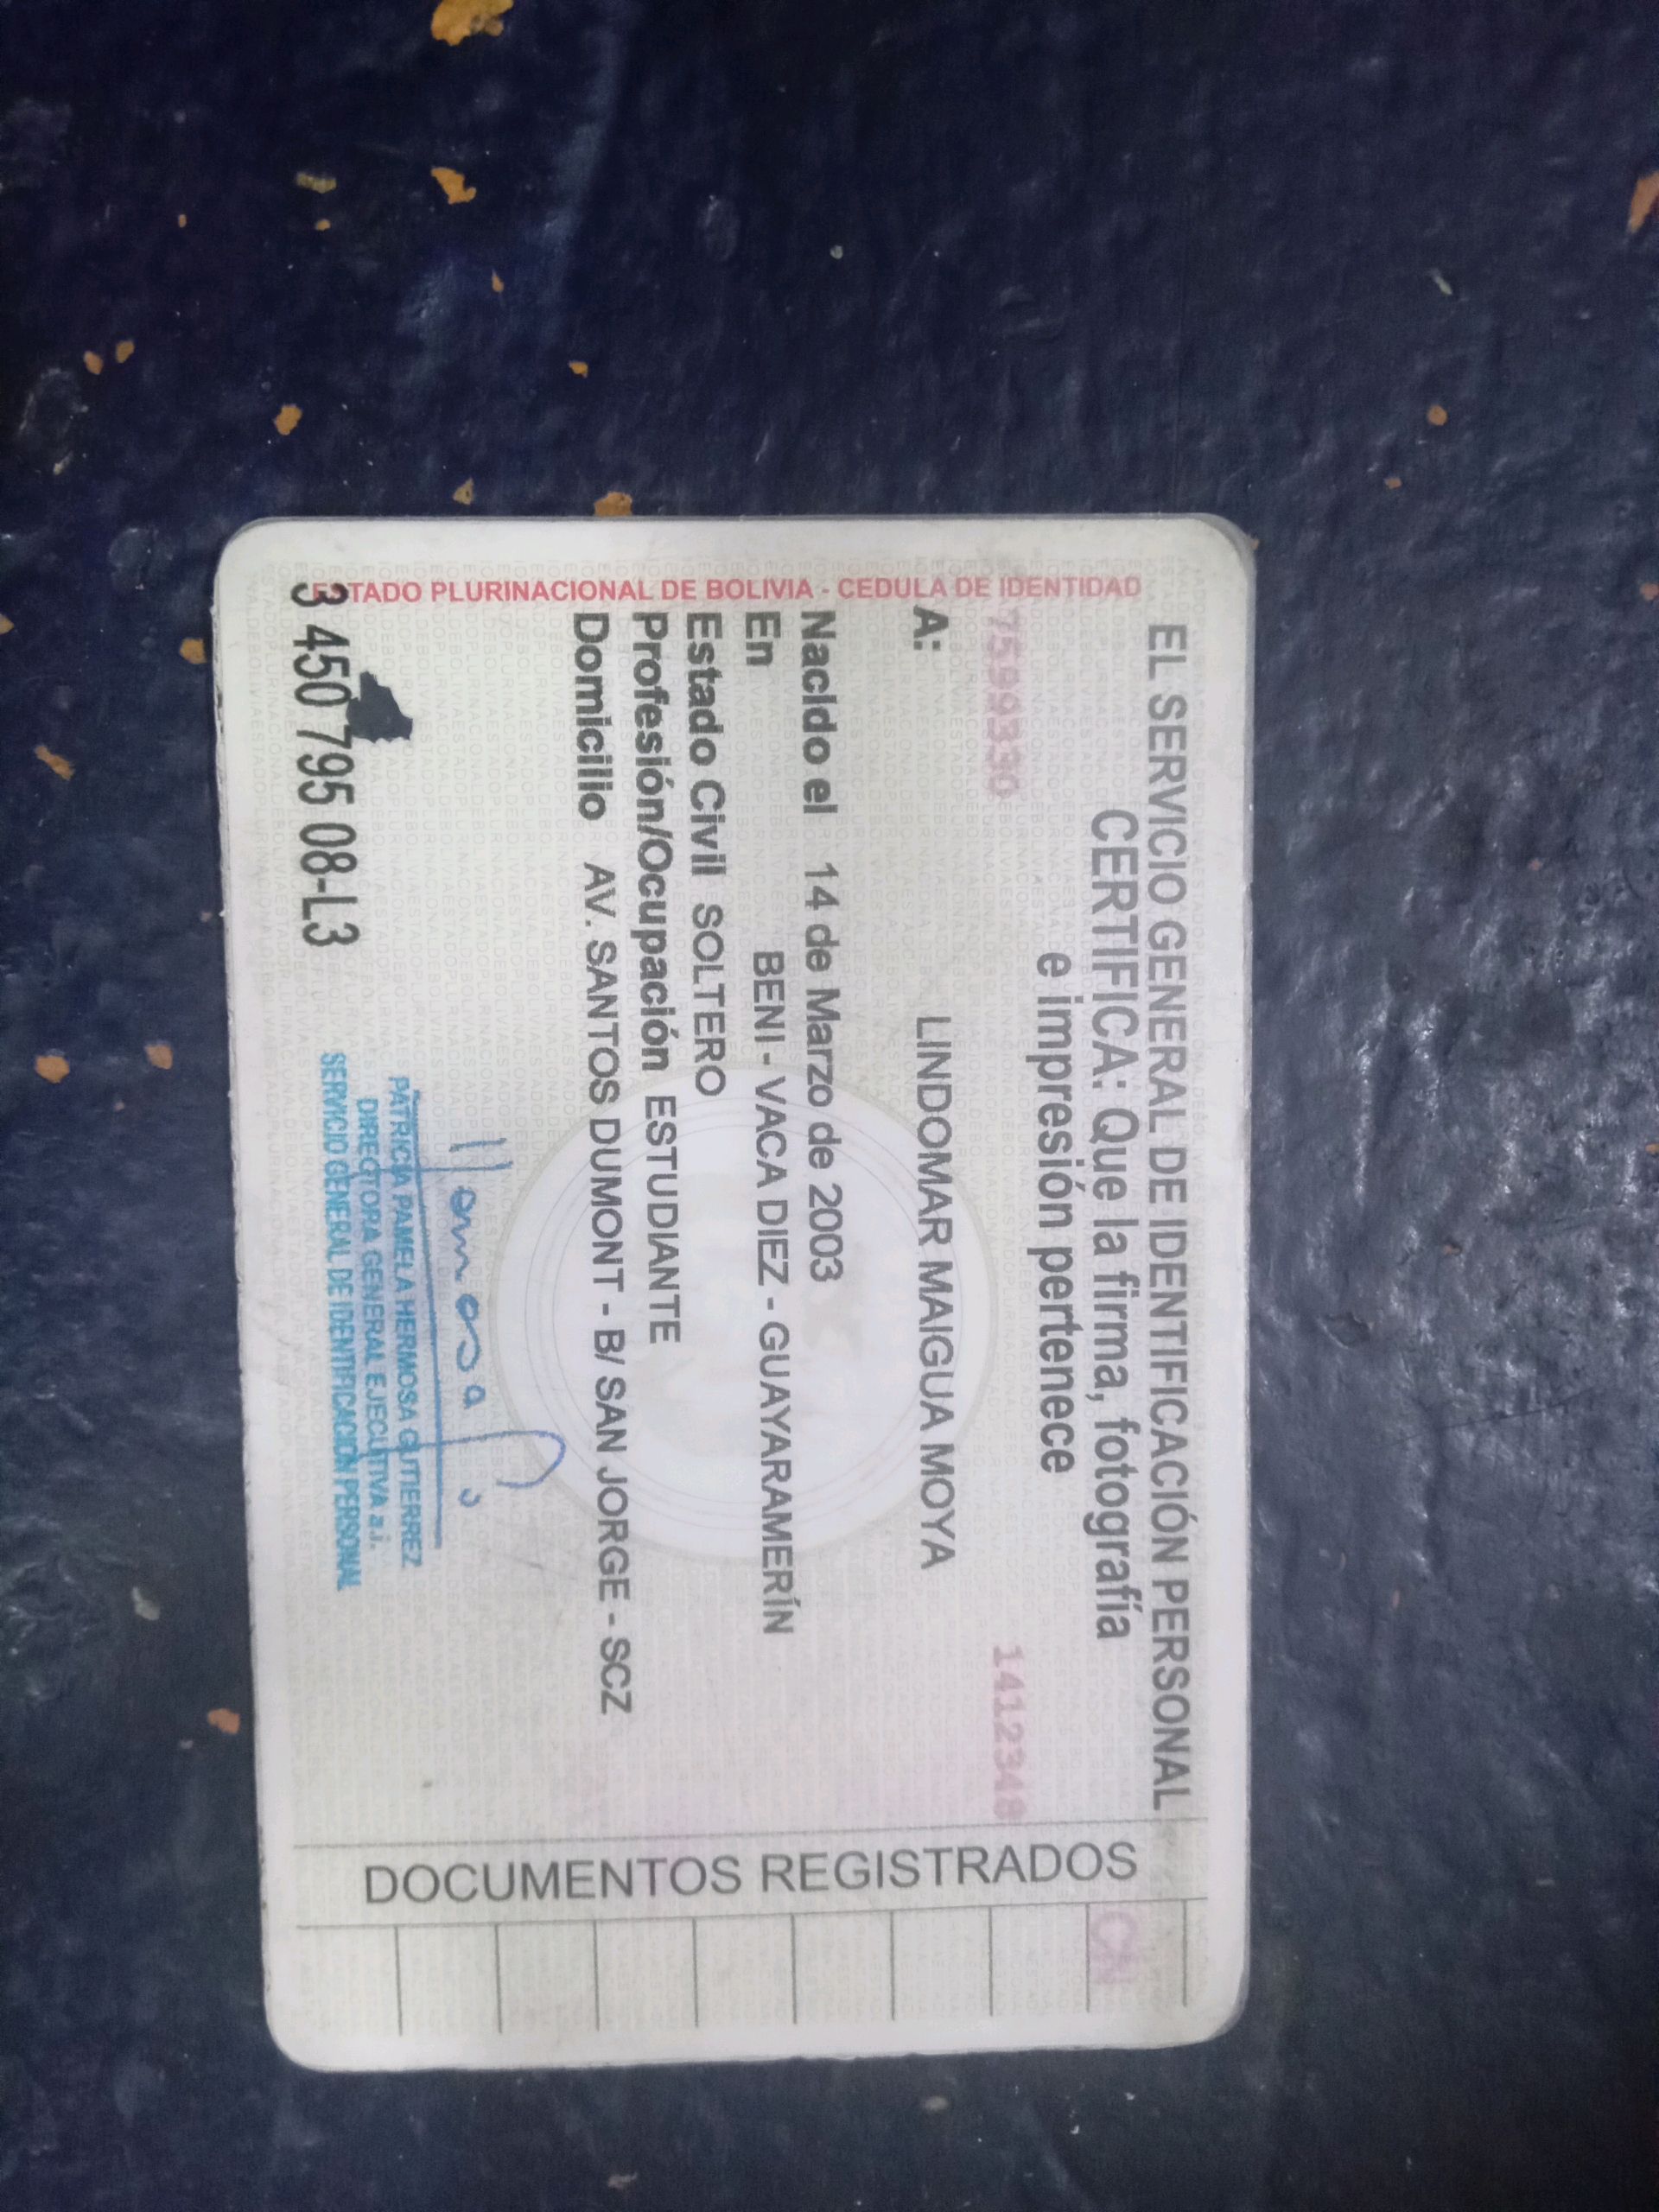 EL SERVICIO GENERAL DE IDENTIFICACIÓN PERSONAL
CERTIFICA: Que la firma, fotografía
e impresión pertenece
7599330 1412348
A: LINDOMAR MAIGUA MOYA
Nacido el 14 de Marzo de 2003
En BENI - VACA DIEZ - GUAYARAMERÍN
Estado Civil SOLTERO
Profesión/Ocupación ESTUDIANTE
Domicilio AV. SANTOS DUMONT - B/ SAN JORGE - SCZ
PATRICIA PAMELA HERMOSA GUTIERREZ
DIRECTORA GENERAL EJECUTIVA a.i.
SERVICIO GENERAL DE IDENTIFICACIÓN PERSONAL
3 450 795 08-L3
ESTADO PLURINACIONAL DE BOLIVIA - CEDULA DE IDENTIDAD
DOCUMENTOS REGISTRADOS
CN